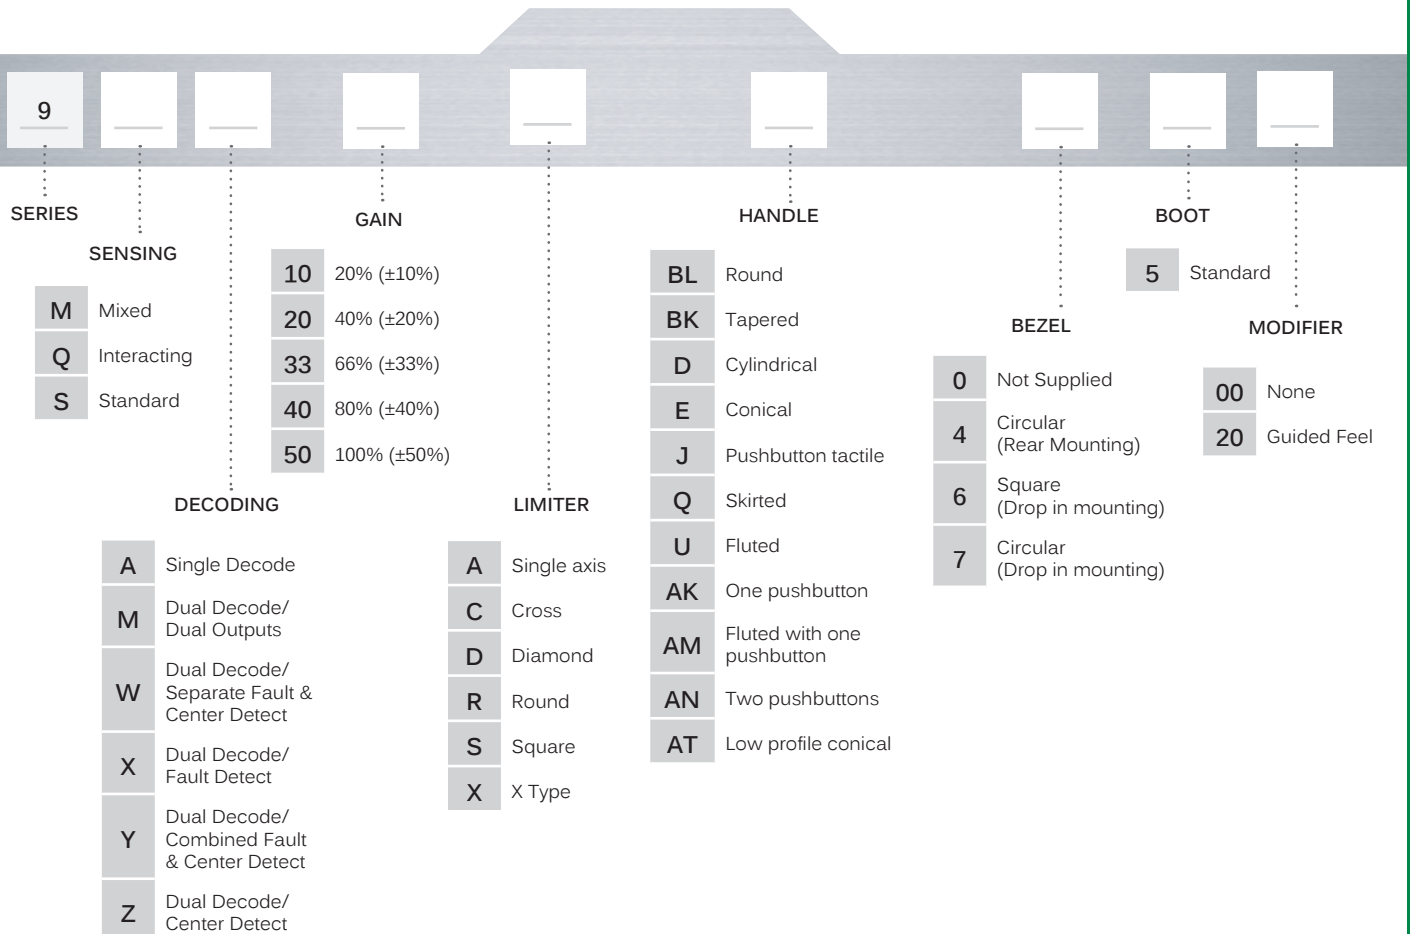 9
SERIES
SENSING
M Mixed
Q Interacting
S Standard
DECODING
A Single Decode
M Dual Decode/
Dual Outputs
W Dual Decode/
Separate Fault &
Center Detect
X Dual Decode/
Fault Detect
Y Dual Decode/
Combined Fault
& Center Detect
Z Dual Decode/
Center Detect
GAIN
10 20% (±10%)
20 40% (±20%)
33 66% (±33%)
40 80% (±40%)
50 100% (±50%)
LIMITER
A Single axis
C Cross
D Diamond
R Round
S Square
X X Type
HANDLE
BL Round
BK Tapered
D Cylindrical
E Conical
J Pushbutton tactile
Q Skirted
U Fluted
AK One pushbutton
AM Fluted with one
pushbutton
AN Two pushbuttons
AT Low profile conical
BEZEL
0 Not Supplied
4 Circular
(Rear Mounting)
6 Square
(Drop in mounting)
7 Circular
(Drop in mounting)
BOOT
5 Standard
MODIFIER
00 None
20 Guided Feel